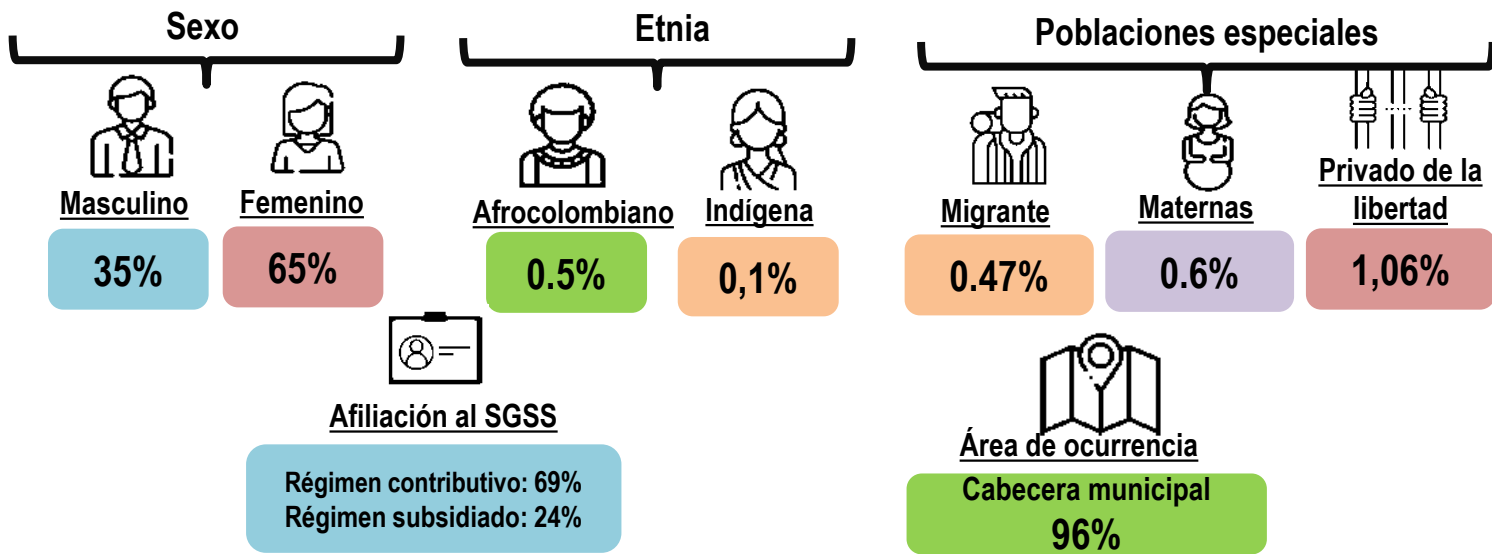 Sexo
Masculino
35%
Femenino
65%
Etnia
Afrocolombiano
0.5%
Indígena
0,1%
Poblaciones especiales
Migrante
0.47%
Maternas
0.6%
Privado de la
libertad
1,06%
Afiliación al SGSS
Régimen contributivo: 69%
Régimen subsidiado: 24%
Área de ocurrencia
Cabecera municipal
96%